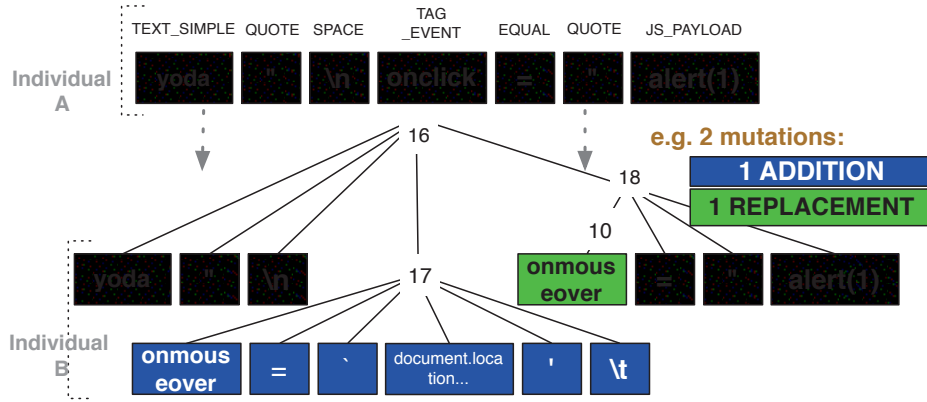 TEXT_SIMPLE QUOTE SPACE TAG _EVENT EQUAL QUOTE JS_PAYLOAD
Individual A
yoda " \n onclick = " alert(1)
16
e.g. 2 mutations:
1 ADDITION
18
1 REPLACEMENT
10
yoda " \n
17
onmous
eover
= " alert(1)
Individual
B
onmous
eover
= ` document.loca
tion... ' \t